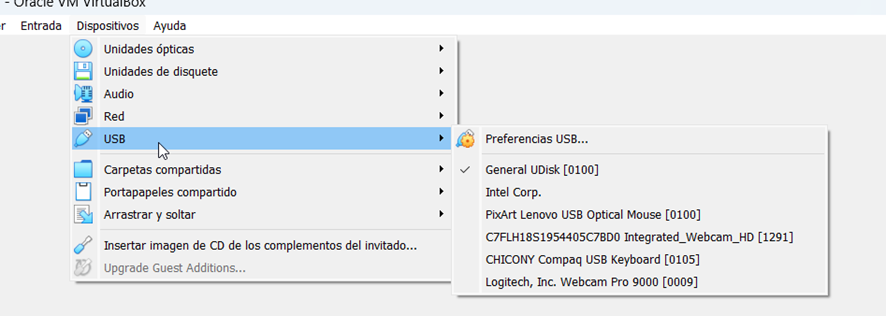 - Oracle VM VirtualBox
er Entrada Dispositivos Ayuda
Unidades ópticas
Unidades de disquete
Audio
Red
USB
Carpetas compartidas
Portapapeles compartido
Arrastrar y soltar
Insertar imagen de CD de los complementos del invitado...
Upgrade Guest Additions...
Preferencias USB...
General UDisk [0100]
Intel Corp.
PixArt Lenovo USB Optical Mouse [0100]
C7FLH18S1954405C7BD0 Integrated_Webcam_HD [1291]
CHICONY Compaq USB Keyboard [0105]
Logitech, Inc. Webcam Pro 9000 [0009]